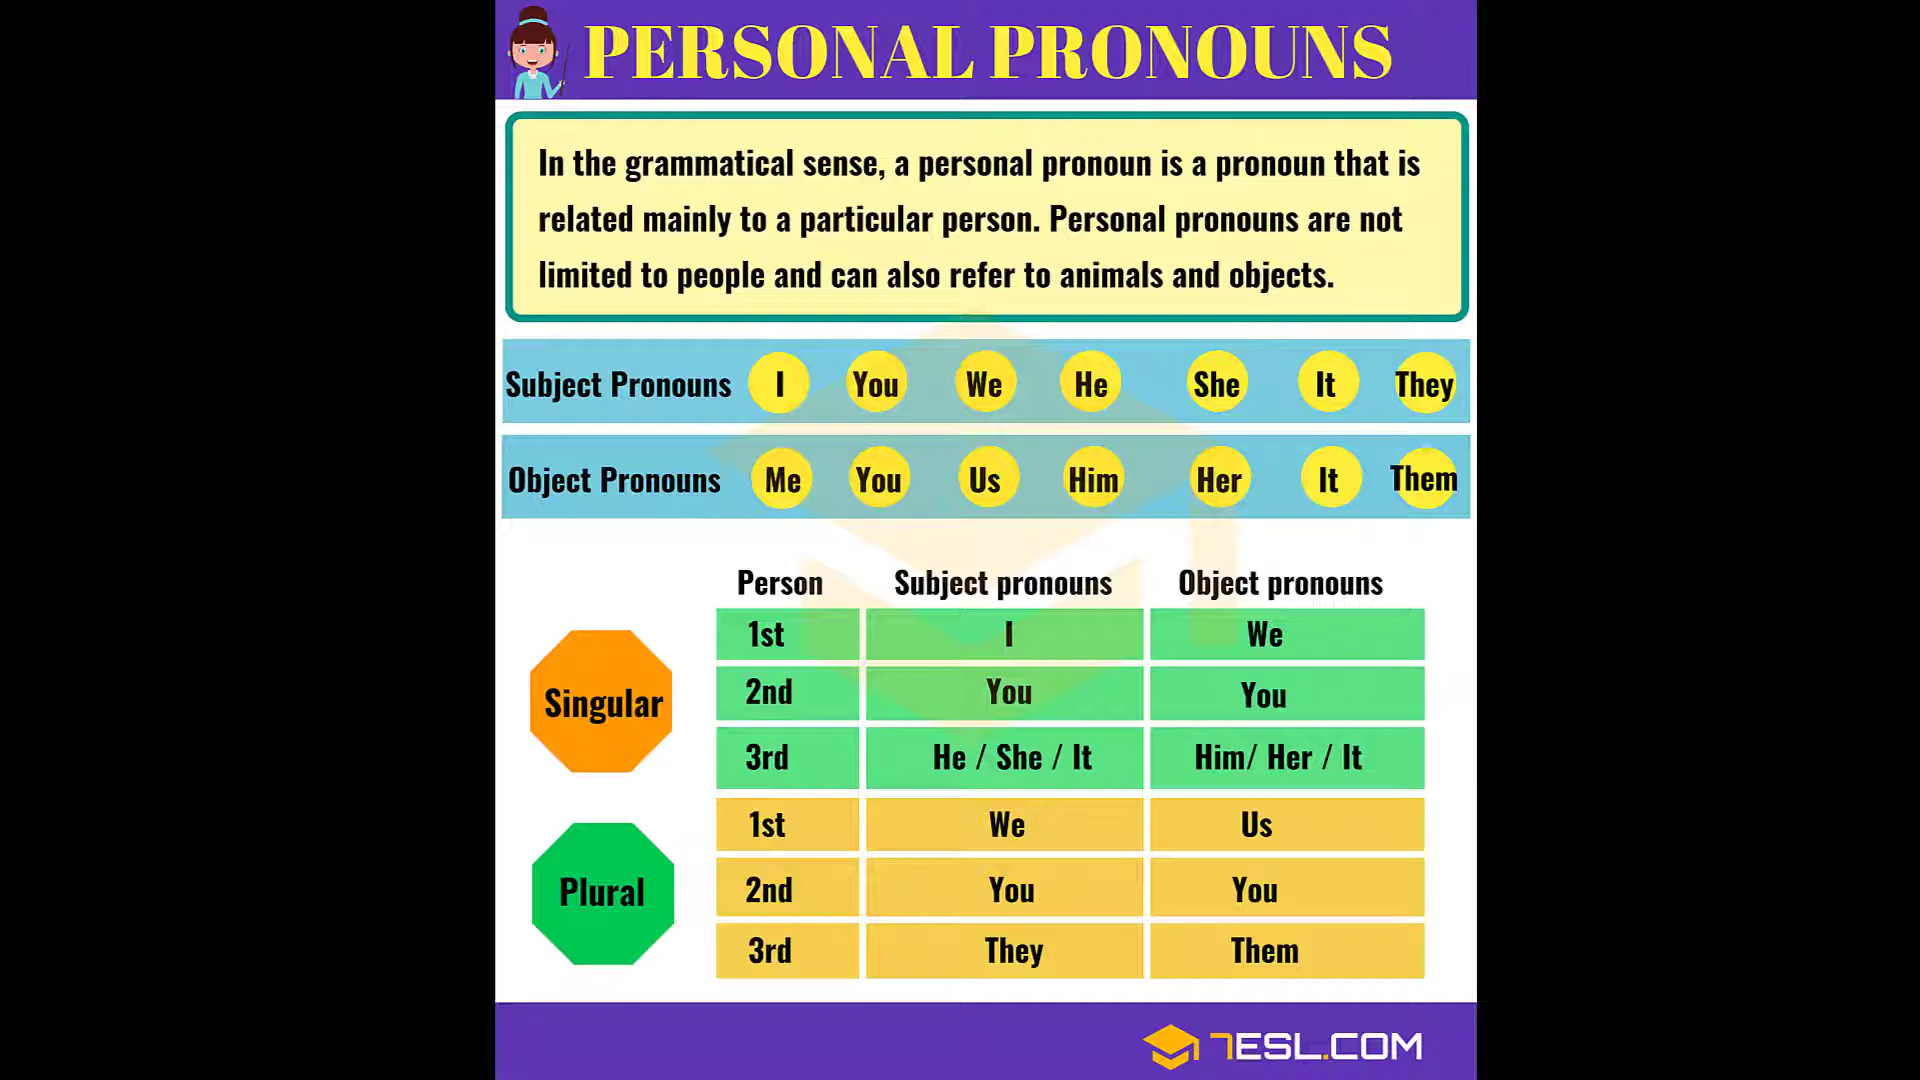 PERSONAL PRONOUNS
In the grammatical sense, a personal pronoun is a pronoun that is
related mainly to a particular person. Personal pronouns are not
limited to people and can also refer to animals and objects.
Subject Pronouns I You We He She It They
Object Pronouns Me You Us Him Her It Them
Person Subject pronouns Object pronouns
1st I We
2nd You You
Singular
3rd He / She / It Him/ Her / It
1st We Us
2nd You You
Plural
3rd They Them
7ESL.COM